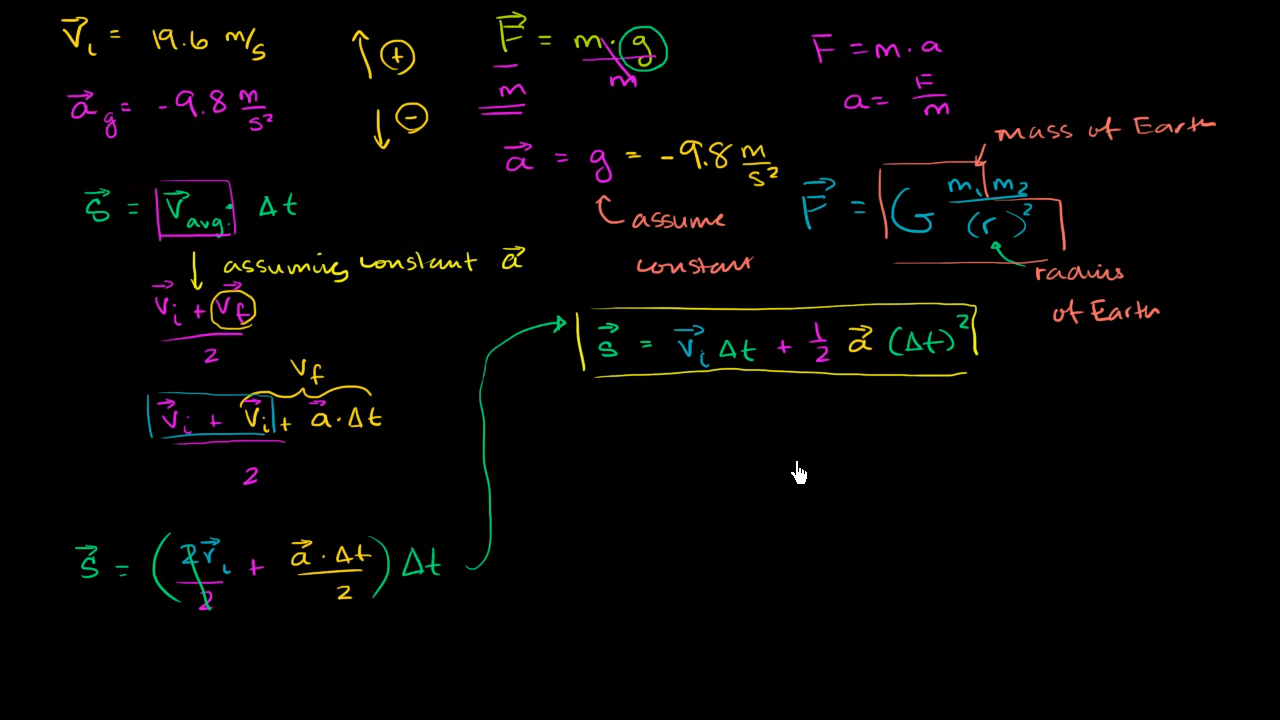 v⃗ᵢ = 19.6 m/s
a⃗g = -9.8 m/s²
↑ (+)
↓ (-)
s⃗ = v⃗avg. · Δt
assuming constant a⃗
(v⃗ᵢ + v⃗f)/2
vf
(v⃗ᵢ + v⃗ᵢ + a⃗ · Δt)/2
s⃗ = (2v⃗ᵢ/2 + a⃗ · Δt/2) Δt
F⃗/m = m · g/m
a⃗ = g = -9.8 m/s²
assume
constant
F = m · a
a = F/m
mass of Earth
F⃗ = G m₁m₂/(r)²
radius
of Earth
s⃗ = v⃗ᵢ Δt + 1/2 a⃗ (Δt)²